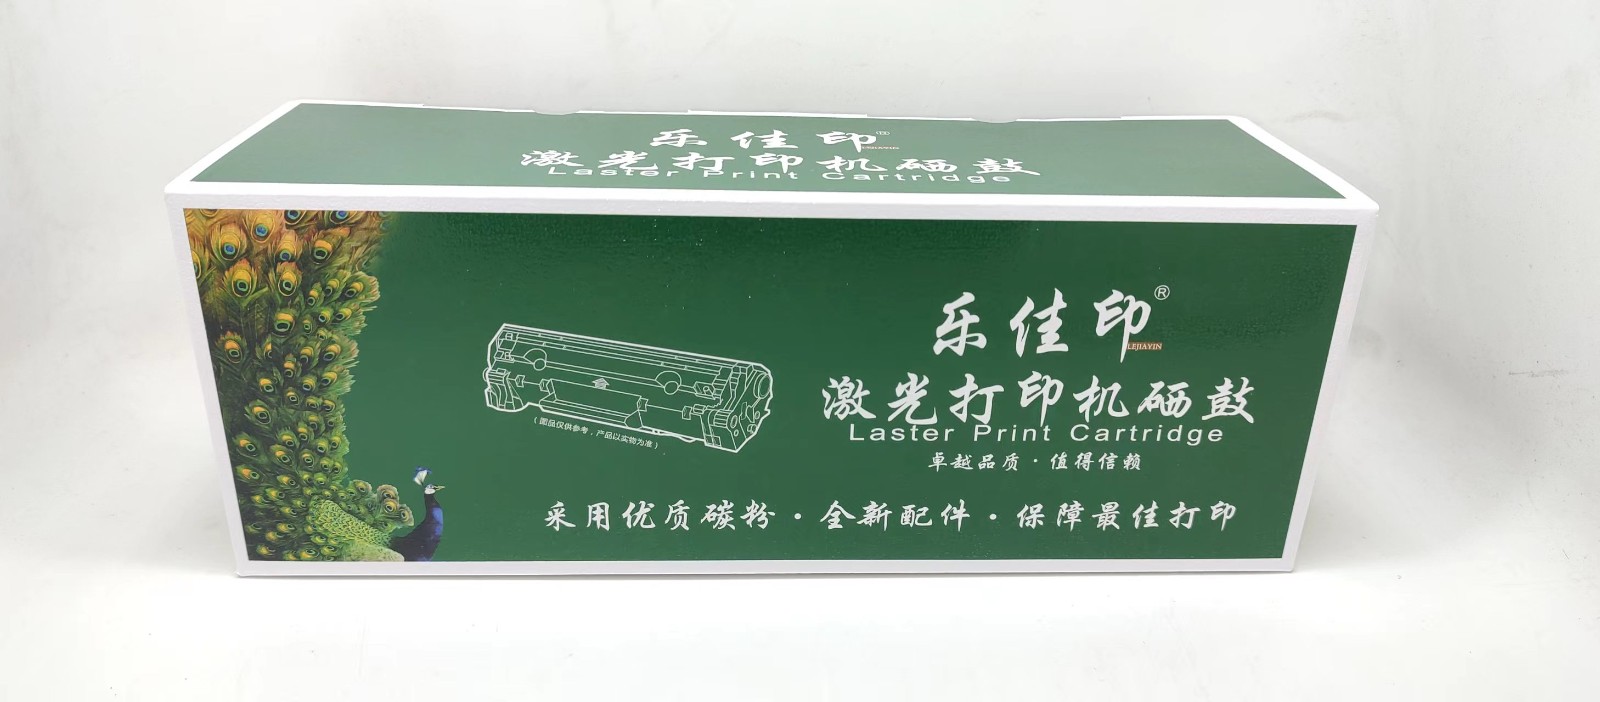 乐佳印®
LEJIAYIN
激光打印机硒鼓
Laster Print Cartridge
乐佳印®
LEJIAYIN
激光打印机硒鼓
Laster Print Cartridge
卓越品质·值得信赖
(图品仅供参考，产品以实物为准)
采用优质碳粉·全新配件·保障最佳打印